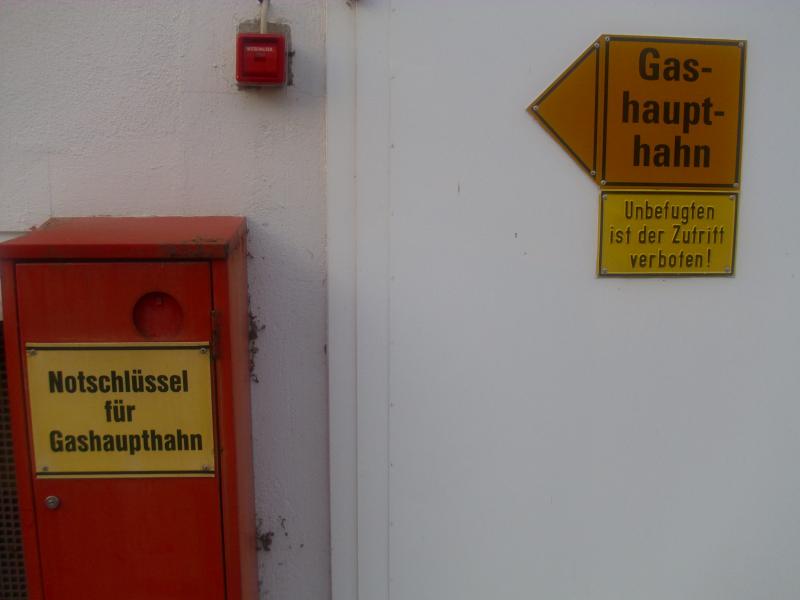 Gas-
haupt-
hahn
Unbefugten
ist der Zutritt
verboten!
Notschlüssel
für
Gashaupthahn